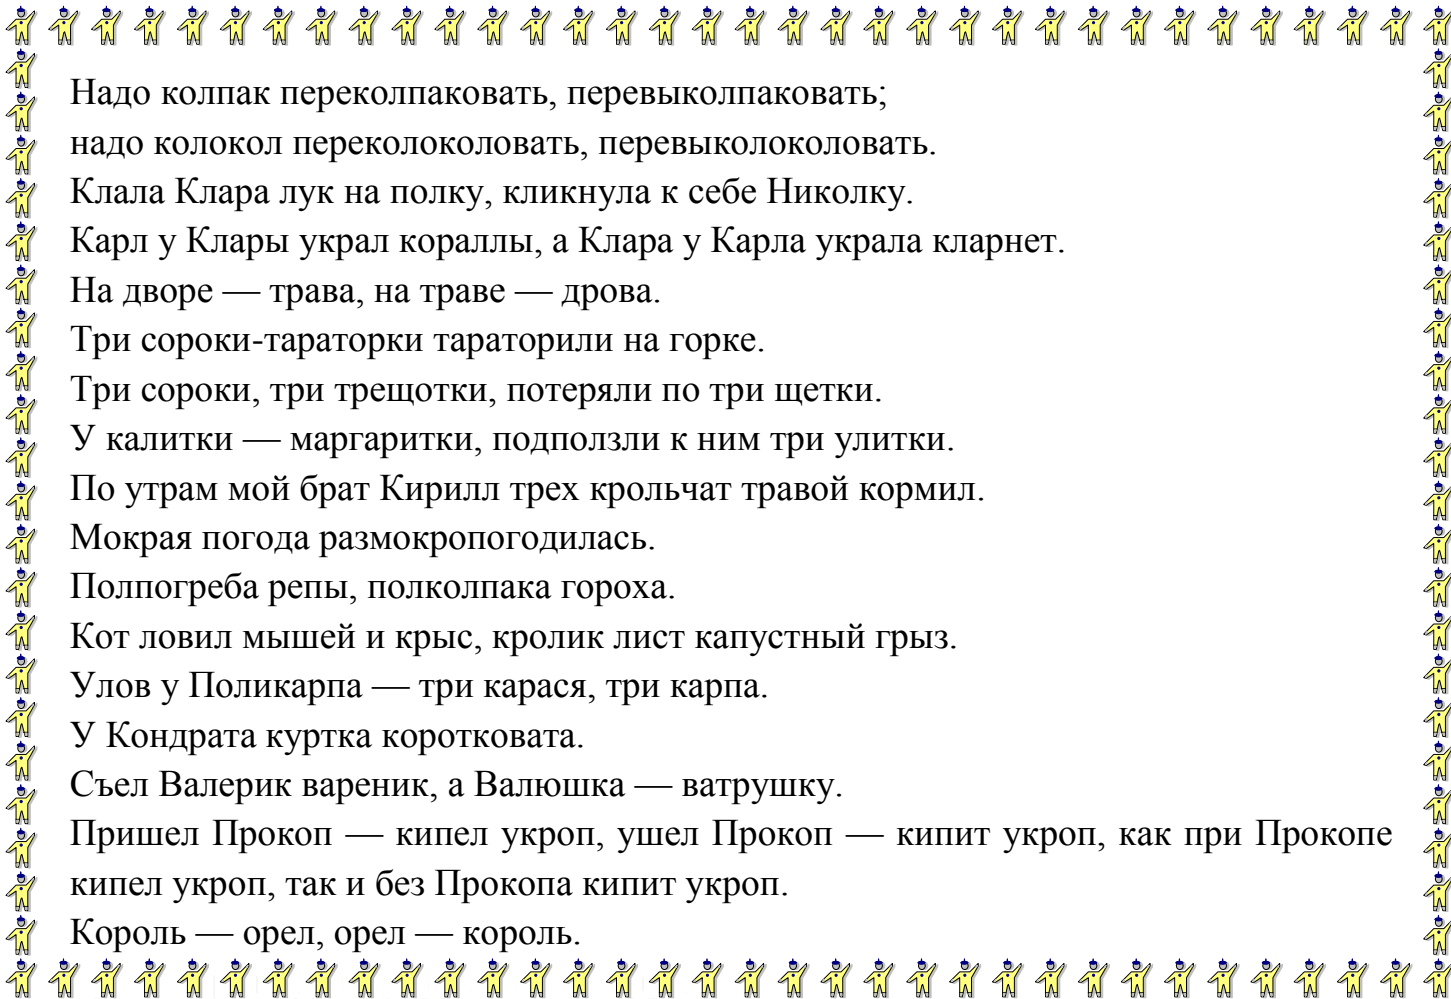 Надо колпак переколпаковать, перевыколпаковать;
надо колокол переколоколовать, перевыколоколовать.
Клала Клара лук на полку, кликнула к себе Николку.
Карл у Клары украл кораллы, а Клара у Карла украла кларнет.
На дворе — трава, на траве — дрова.
Три сороки-тараторки тараторили на горке.
Три сороки, три трещотки, потеряли по три щетки.
У калитки — маргаритки, подползли к ним три улитки.
По утрам мой брат Кирилл трех крольчат травой кормил.
Мокрая погода размокропогодилась.
Полпогреба репы, полколпака гороха.
Кот ловил мышей и крыс, кролик лист капустный грыз.
Улов у Поликарпа — три карася, три карпа.
У Кондрата куртка коротковата.
Съел Валерик вареник, а Валюшка — ватрушку.
Пришел Прокоп — кипел укроп, ушел Прокоп — кипит укроп, как при Прокопе
кипел укроп, так и без Прокопа кипит укроп.
Король — орел, орел — король.